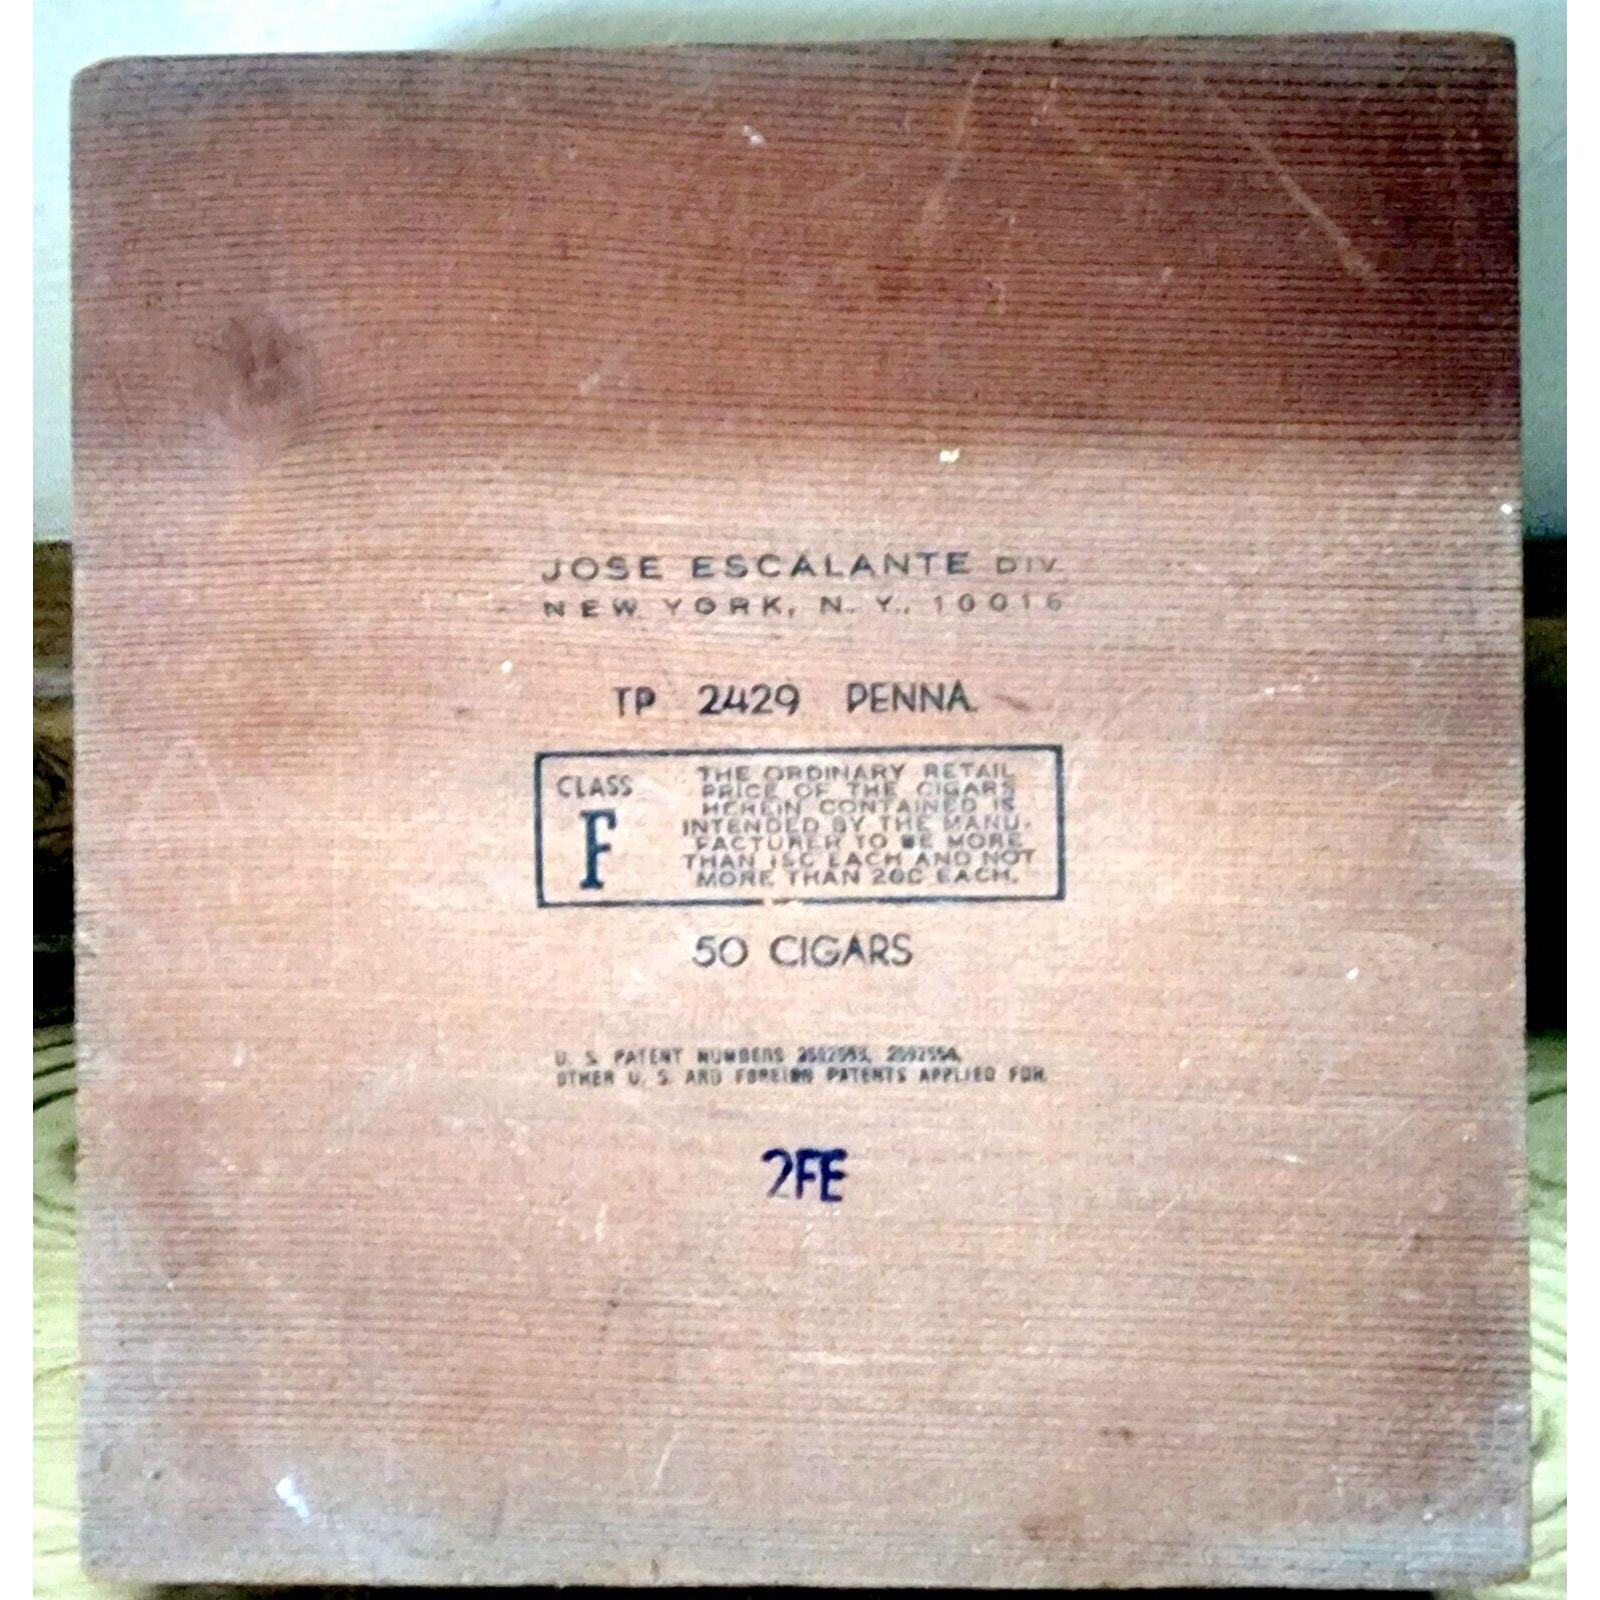 JOSE ESCALANTE DIV.
NEW YORK, N. Y., 10016
TP 2429 PENNA.
CLASS
F
THE ORDINARY RETAIL
PRICE OF THE CIGARS
HEREIN CONTAINED IS
INTENDED BY THE MANU-
FACTURER TO BE MORE
THAN 15C EACH AND NOT
MORE THAN 20C EACH.
50 CIGARS
U. S. PATENT NUMBERS
OTHER U. S. AND FOREIGN PATENTS APPLIED FOR.
2FE